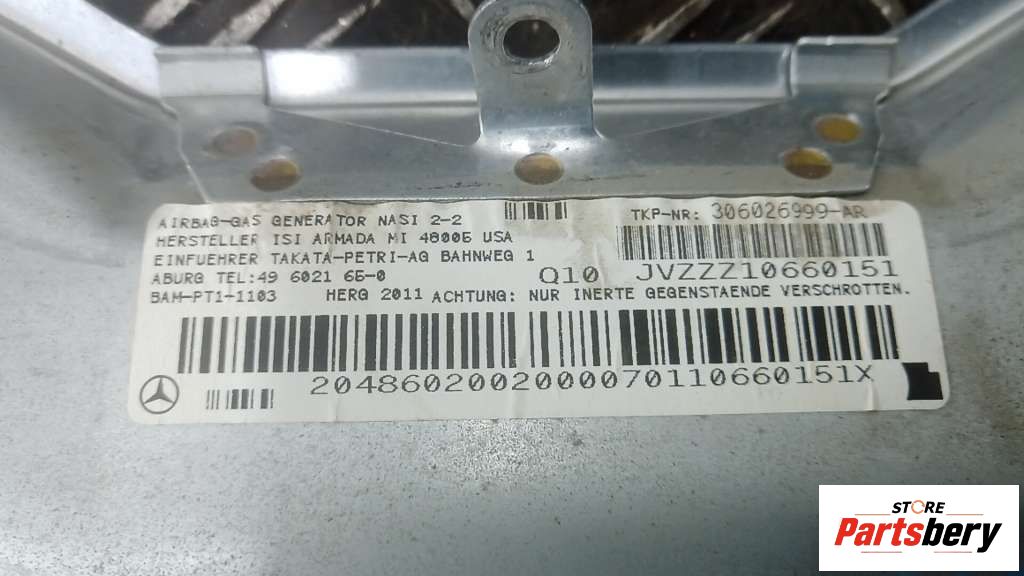 AIRBAG-GAS GENERATOR NASI 2-2
HERSTELLER ISI ARMADA MI 48005 USA
EINFUEHRER TAKATA-PETRI-AG BAHNWEG 1
ABURG TEL:49 6021 65-0
BAM-PT1-1103 HERG 2011 ACHTUNG: NUR INERTE GEGENSTAENDE VERSCHROTTEN.
TKP-NR: 306026999-AR
Q10 JVZZZ10660151
2048602002000070110660151X
STORE
Partsbery